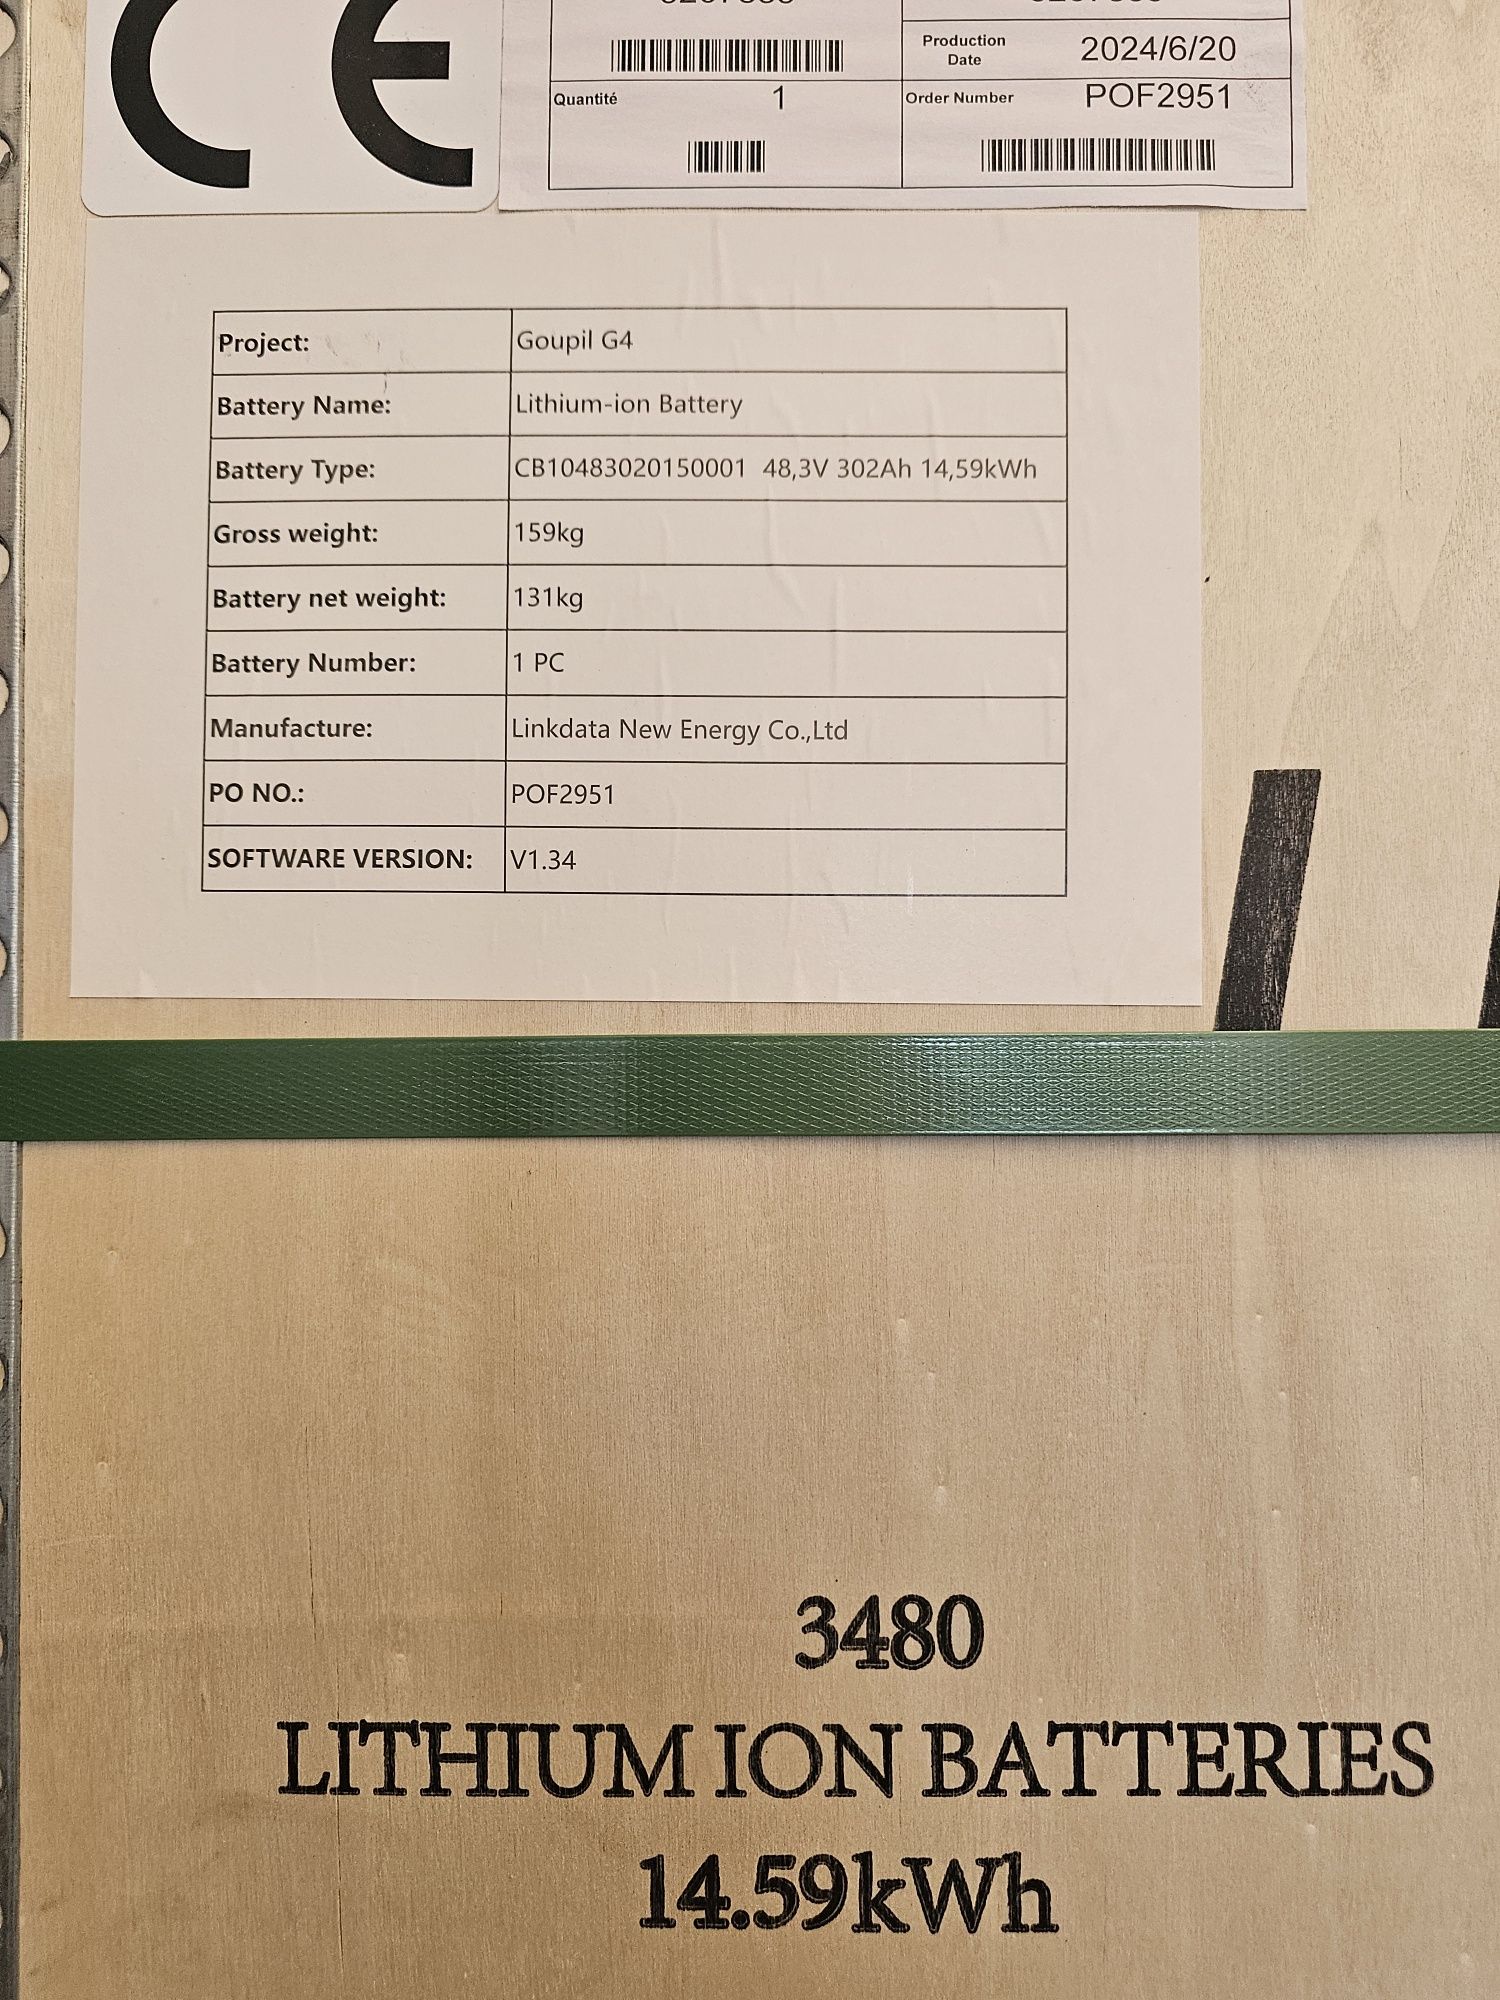 CE
Production
Date
2024/6/20
Quantité
1
Order Number
POF2951
Project:
Goupil G4
Battery Name:
Lithium-ion Battery
Battery Type:
CB10483020150001 48,3V 302Ah 14,59kWh
Gross weight:
159kg
Battery net weight:
131kg
Battery Number:
1 PC
Manufacture:
Linkdata New Energy Co.,Ltd
PO NO.:
POF2951
SOFTWARE VERSION:
V1.34
3480
LITHIUM ION BATTERIES
14.59kWh